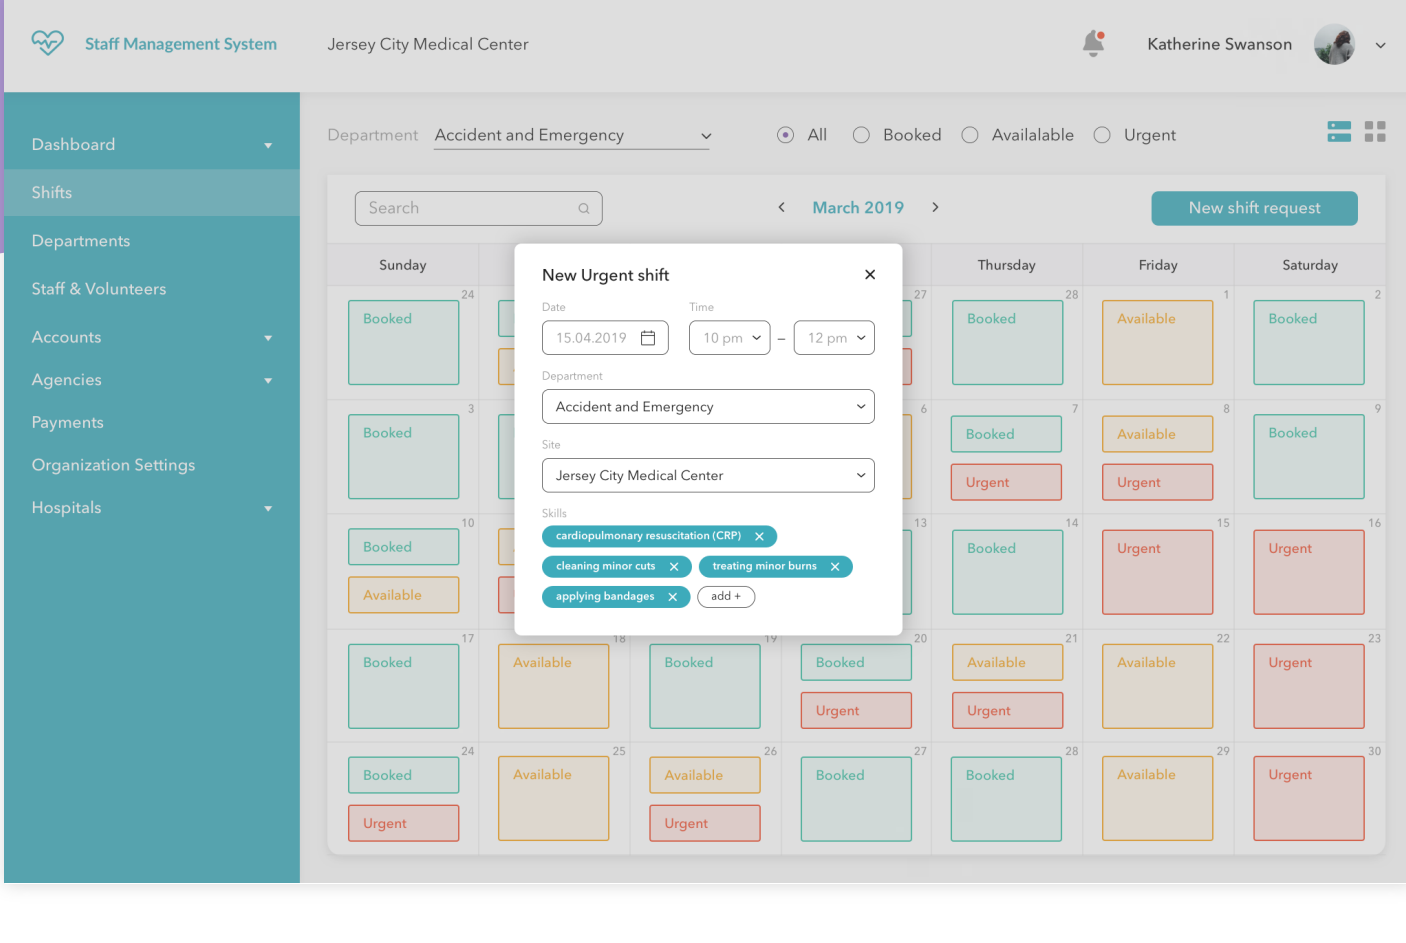 Staff Management System
Jersey City Medical Center
Katherine Swanson
Dashboard
Shifts
Departments
Staff & Volunteers
Accounts
Agencies
Payments
Organization Settings
Hospitals
Department Accident and Emergency
All Booked Availalable Urgent
Search
March 2019
New shift request
Sunday Thursday Friday Saturday
24 27 28 1 2
Booked Booked Available Booked
3 6 7 8 9
Booked Booked Available Booked
Urgent Urgent
10 13 14 15 16
Booked Booked Urgent Urgent
Available
17 18 19 20 21 22 23
Booked Available Booked Booked Available Available Urgent
Urgent Urgent
24 25 26 27 28 29 30
Booked Available Available Booked Booked Available Urgent
Urgent Urgent
New Urgent shift
Date Time
15.04.2019 10 pm – 12 pm
Department
Accident and Emergency
Site
Jersey City Medical Center
Skills
cardiopulmonary resuscitation (CRP)
cleaning minor cuts treating minor burns
applying bandages add +